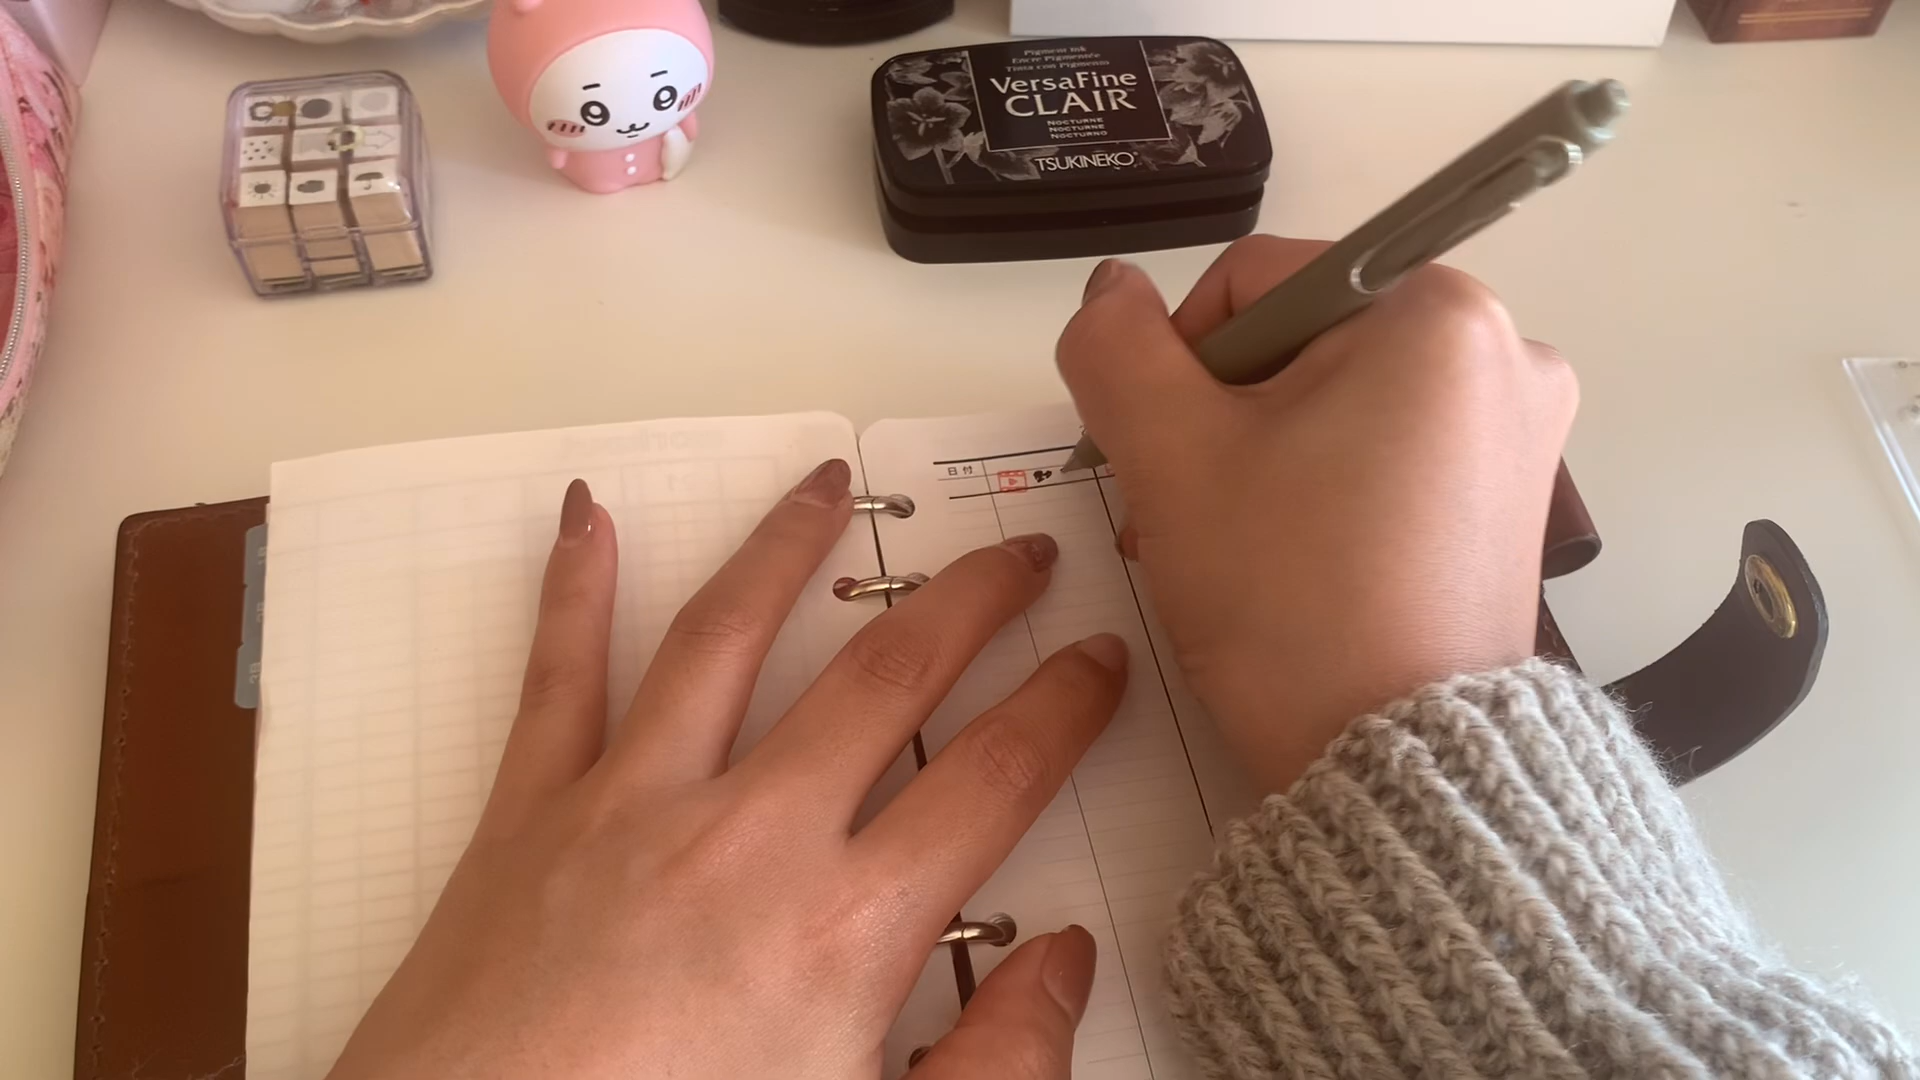 Pigment Ink
Encre Pigmentée
Tinta con Pigmento
VersaFine
CLAIR
NOCTURNE
NOCTURNE
NOCTURNO
TSUKINEKO
日付